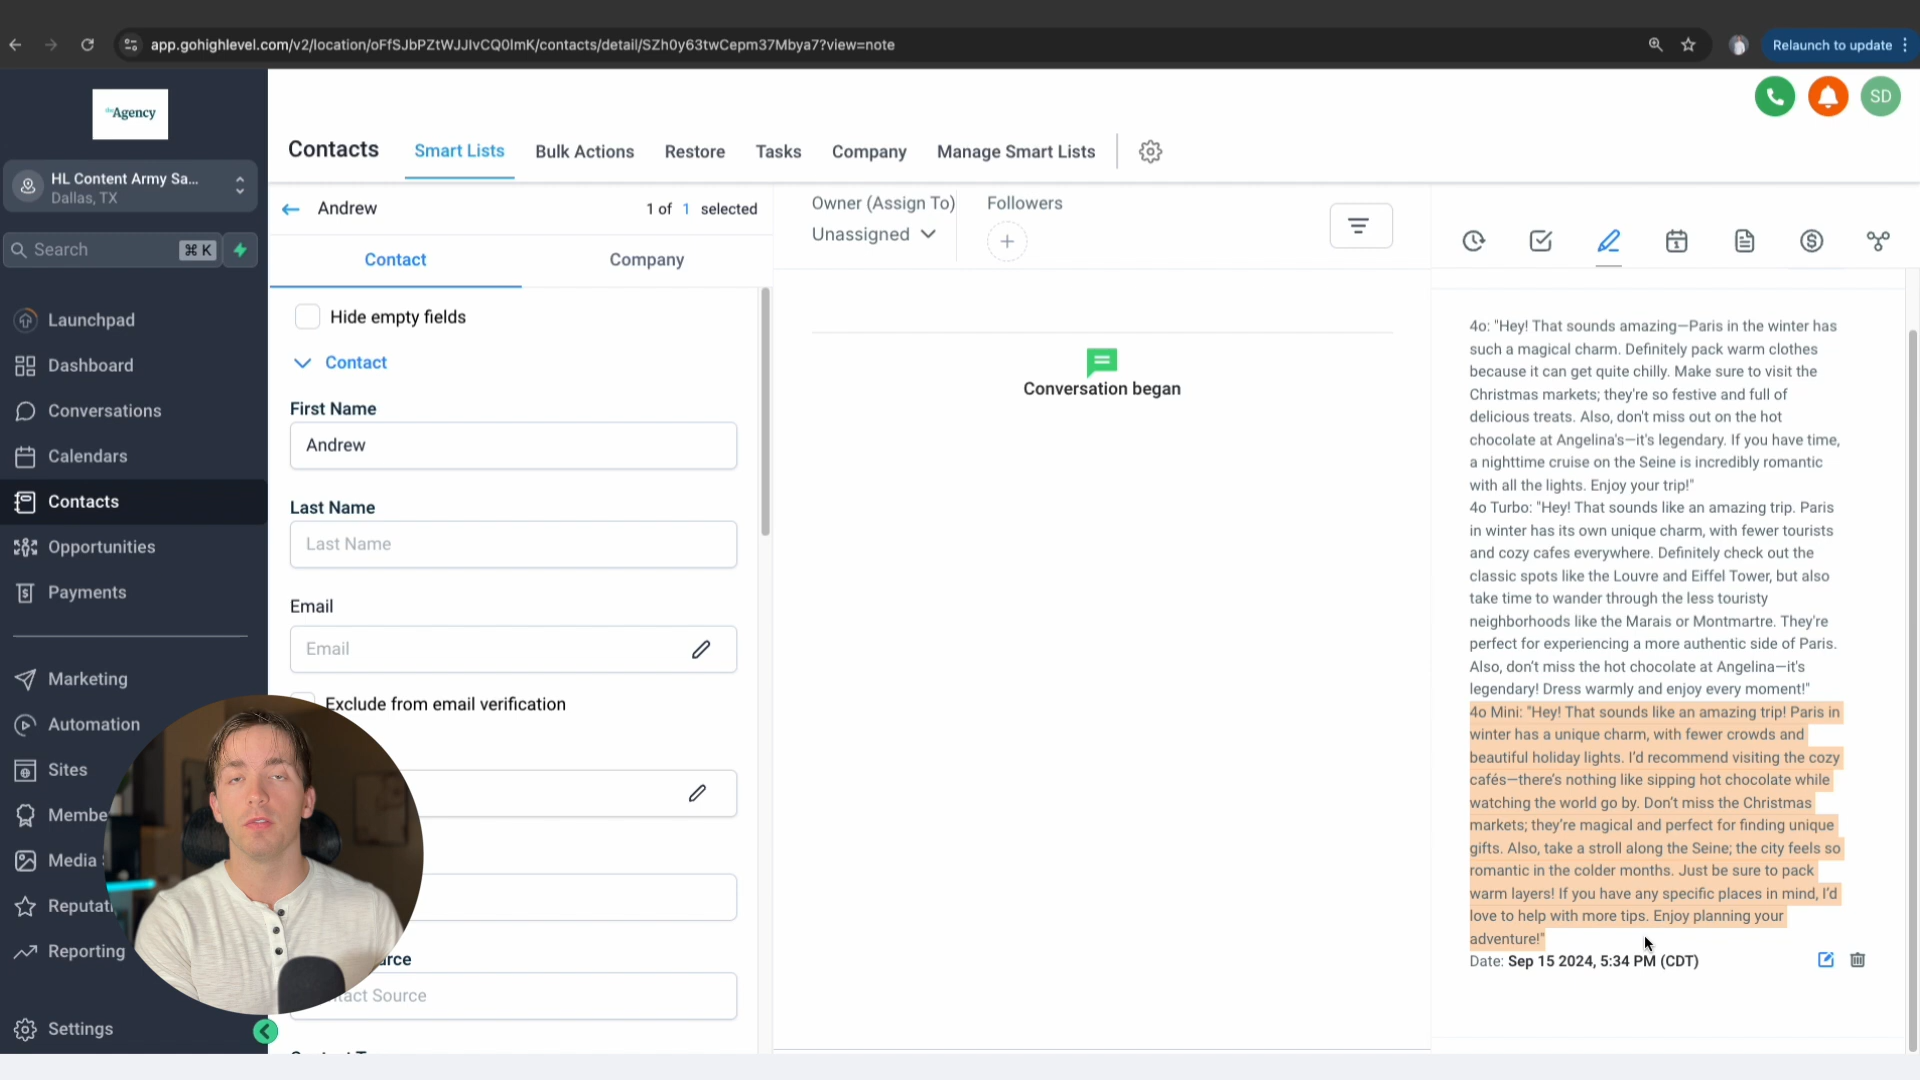 app.gohighlevel.com/v2/location/oFfSJbPZtWJJIvCQ0ImK/contacts/detail/SZh0y63twCepm37Mbya7?view=note
Relaunch to update
the Agency
HL Content Army Sa...
Dallas, TX
Search
⌘ K
Launchpad
Dashboard
Conversations
Calendars
Contacts
Opportunities
Payments
Marketing
Automation
Sites
Membe
Media
Reputati
Reporting
Settings
SD
Contacts
Smart Lists
Bulk Actions
Restore
Tasks
Company
Manage Smart Lists
Andrew
1 of 1 selected
Contact
Company
Hide empty fields
Contact
First Name
Andrew
Last Name
Last Name
Email
Email
Exclude from email verification
urce
tact Source
Owner (Assign To)
Unassigned
Followers
Conversation began
4o: "Hey! That sounds amazing—Paris in the winter has
such a magical charm. Definitely pack warm clothes
because it can get quite chilly. Make sure to visit the
Christmas markets; they're so festive and full of
delicious treats. Also, don't miss out on the hot
chocolate at Angelina's—it's legendary. If you have time,
a nighttime cruise on the Seine is incredibly romantic
with all the lights. Enjoy your trip!"
4o Turbo: "Hey! That sounds like an amazing trip. Paris
in winter has its own unique charm, with fewer tourists
and cozy cafes everywhere. Definitely check out the
classic spots like the Louvre and Eiffel Tower, but also
take time to wander through the less touristy
neighborhoods like the Marais or Montmartre. They're
perfect for experiencing a more authentic side of Paris.
Also, don't miss the hot chocolate at Angelina—it's
legendary! Dress warmly and enjoy every moment!"
4o Mini: "Hey! That sounds like an amazing trip! Paris in
winter has a unique charm, with fewer crowds and
beautiful holiday lights. I'd recommend visiting the cozy
cafés—there's nothing like sipping hot chocolate while
watching the world go by. Don't miss the Christmas
markets; they're magical and perfect for finding unique
gifts. Also, take a stroll along the Seine; the city feels so
romantic in the colder months. Just be sure to pack
warm layers! If you have any specific places in mind, I'd
love to help with more tips. Enjoy planning your
adventure!"
Date: Sep 15 2024, 5:34 PM (CDT)